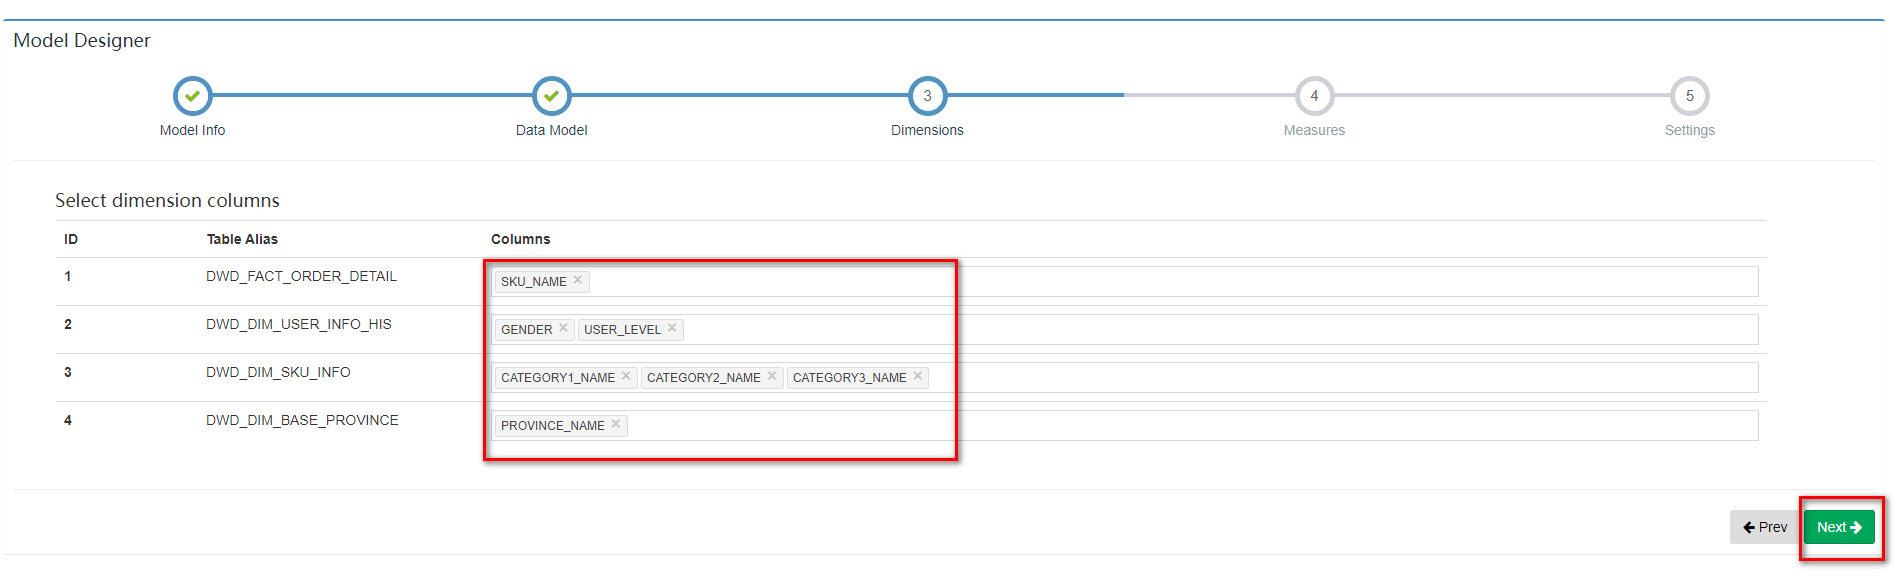 Model Designer
3 4 5
Model Info Data Model Dimensions Measures Settings
Select dimension columns
ID Table Alias Columns
1 DWD_FACT_ORDER_DETAIL SKU_NAME ×
2 DWD_DIM_USER_INFO_HIS GENDER × USER_LEVEL ×
3 DWD_DIM_SKU_INFO CATEGORY1_NAME × CATEGORY2_NAME × CATEGORY3_NAME ×
4 DWD_DIM_BASE_PROVINCE PROVINCE_NAME ×
Prev Next